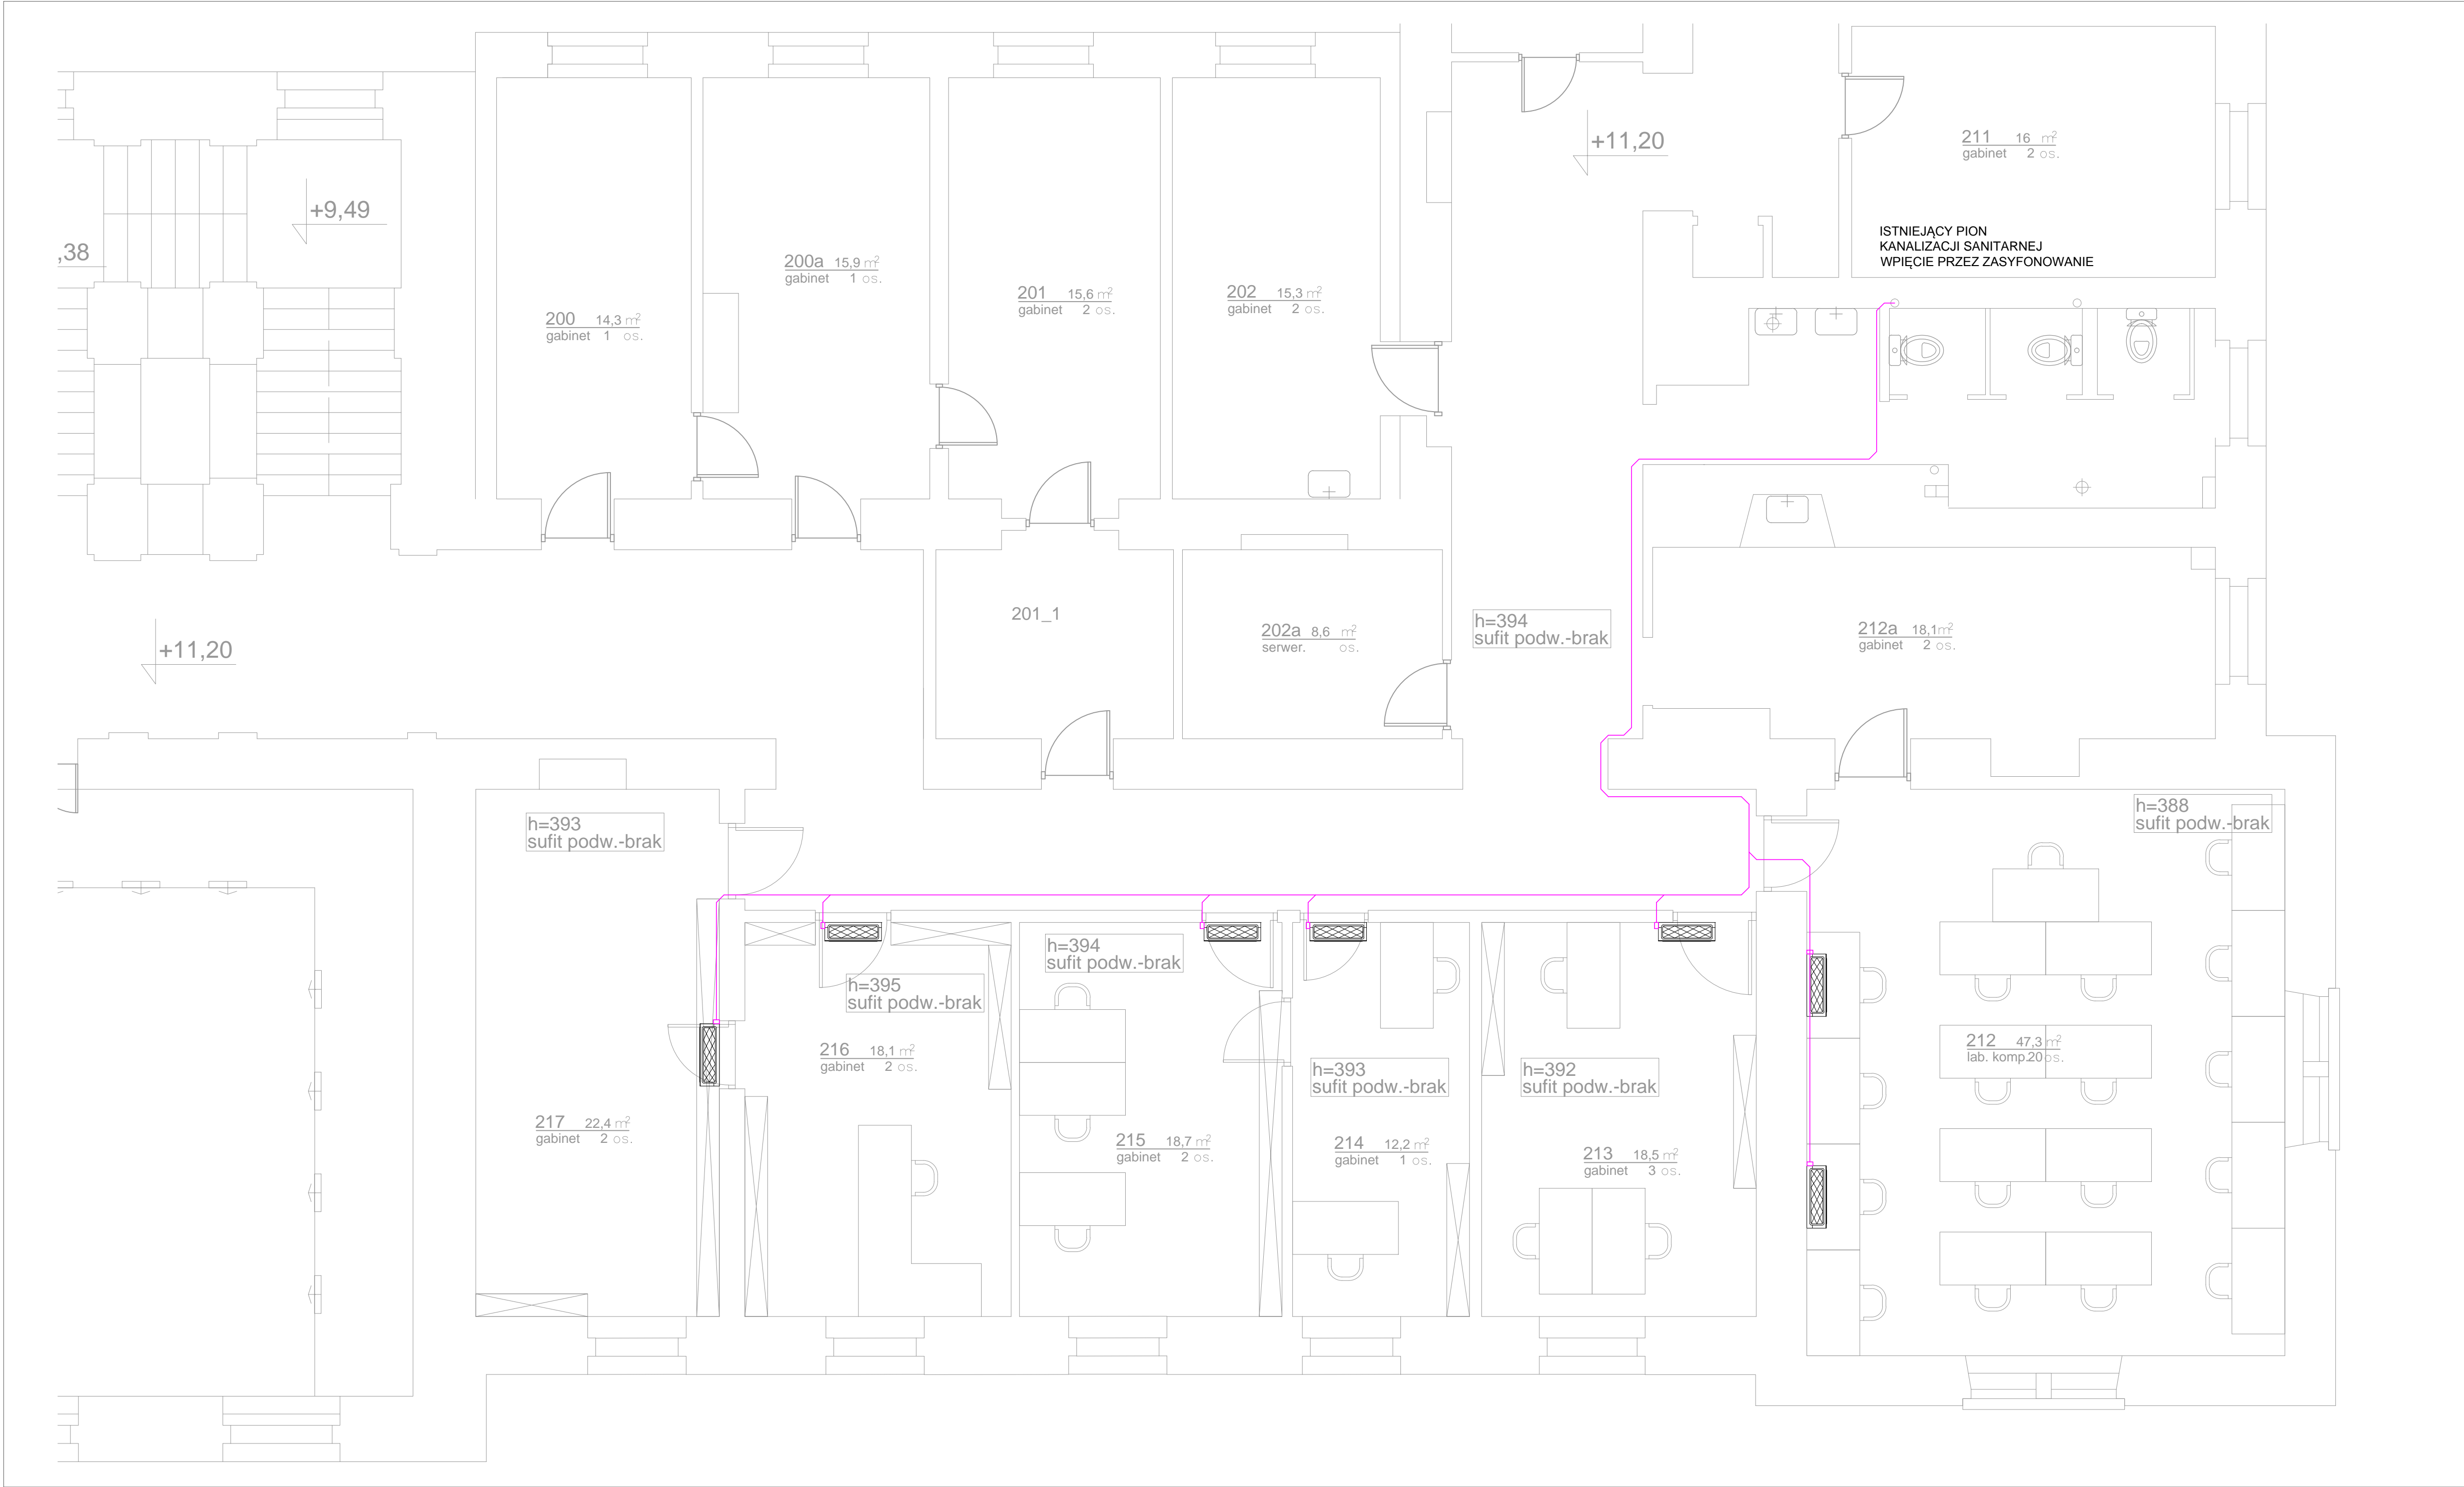 +11,20
211 16 m²
gabinet 2 os.
+9,49
,38
ISTNIEJĄCY PION
KANALIZACJI SANITARNEJ
WPIĘCIE PRZEZ ZASYFONOWANIE
200a 15,9 m²
gabinet 1 os.
201 15,6 m²
gabinet 2 os.
202 15,3 m²
gabinet 2 os.
200 14,3 m²
gabinet 1 os.
201_1
202a 8,6 m²
serwer. os.
h=394
sufit podw.-brak
212a 18,1m²
gabinet 2 os.
+11,20
h=393
sufit podw.-brak
h=388
sufit podw.-brak
h=394
sufit podw.-brak
h=395
sufit podw.-brak
216 18,1 m²
gabinet 2 os.
h=393
sufit podw.-brak
h=392
sufit podw.-brak
212 47,3 m²
lab. komp.20 os.
217 22,4 m²
gabinet 2 os.
215 18,7 m²
gabinet 2 os.
214 12,2 m²
gabinet 1 os.
213 18,5 m²
gabinet 3 os.